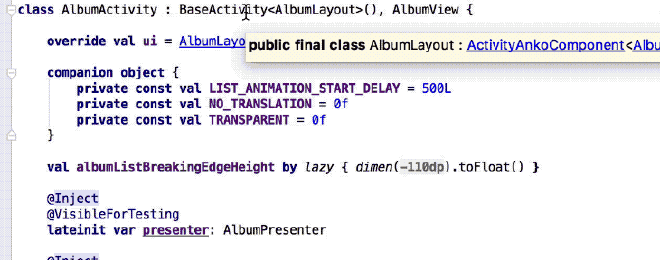 class AlbumActivity : BaseActivity<AlbumLayout>(), AlbumView {
override val ui = AlbumLayo
public final class AlbumLayout : ActivityAnkoComponent<Albu
companion object {
private const val LIST_ANIMATION_START_DELAY = 500L
private const val NO_TRANSLATION = 0f
private const val TRANSPARENT = 0f
}
val albumListBreakingEdgeHeight by lazy { dimen(-110dp).toFloat() }
@Inject
@VisibleForTesting
lateinit var presenter: AlbumPresenter
@Inject